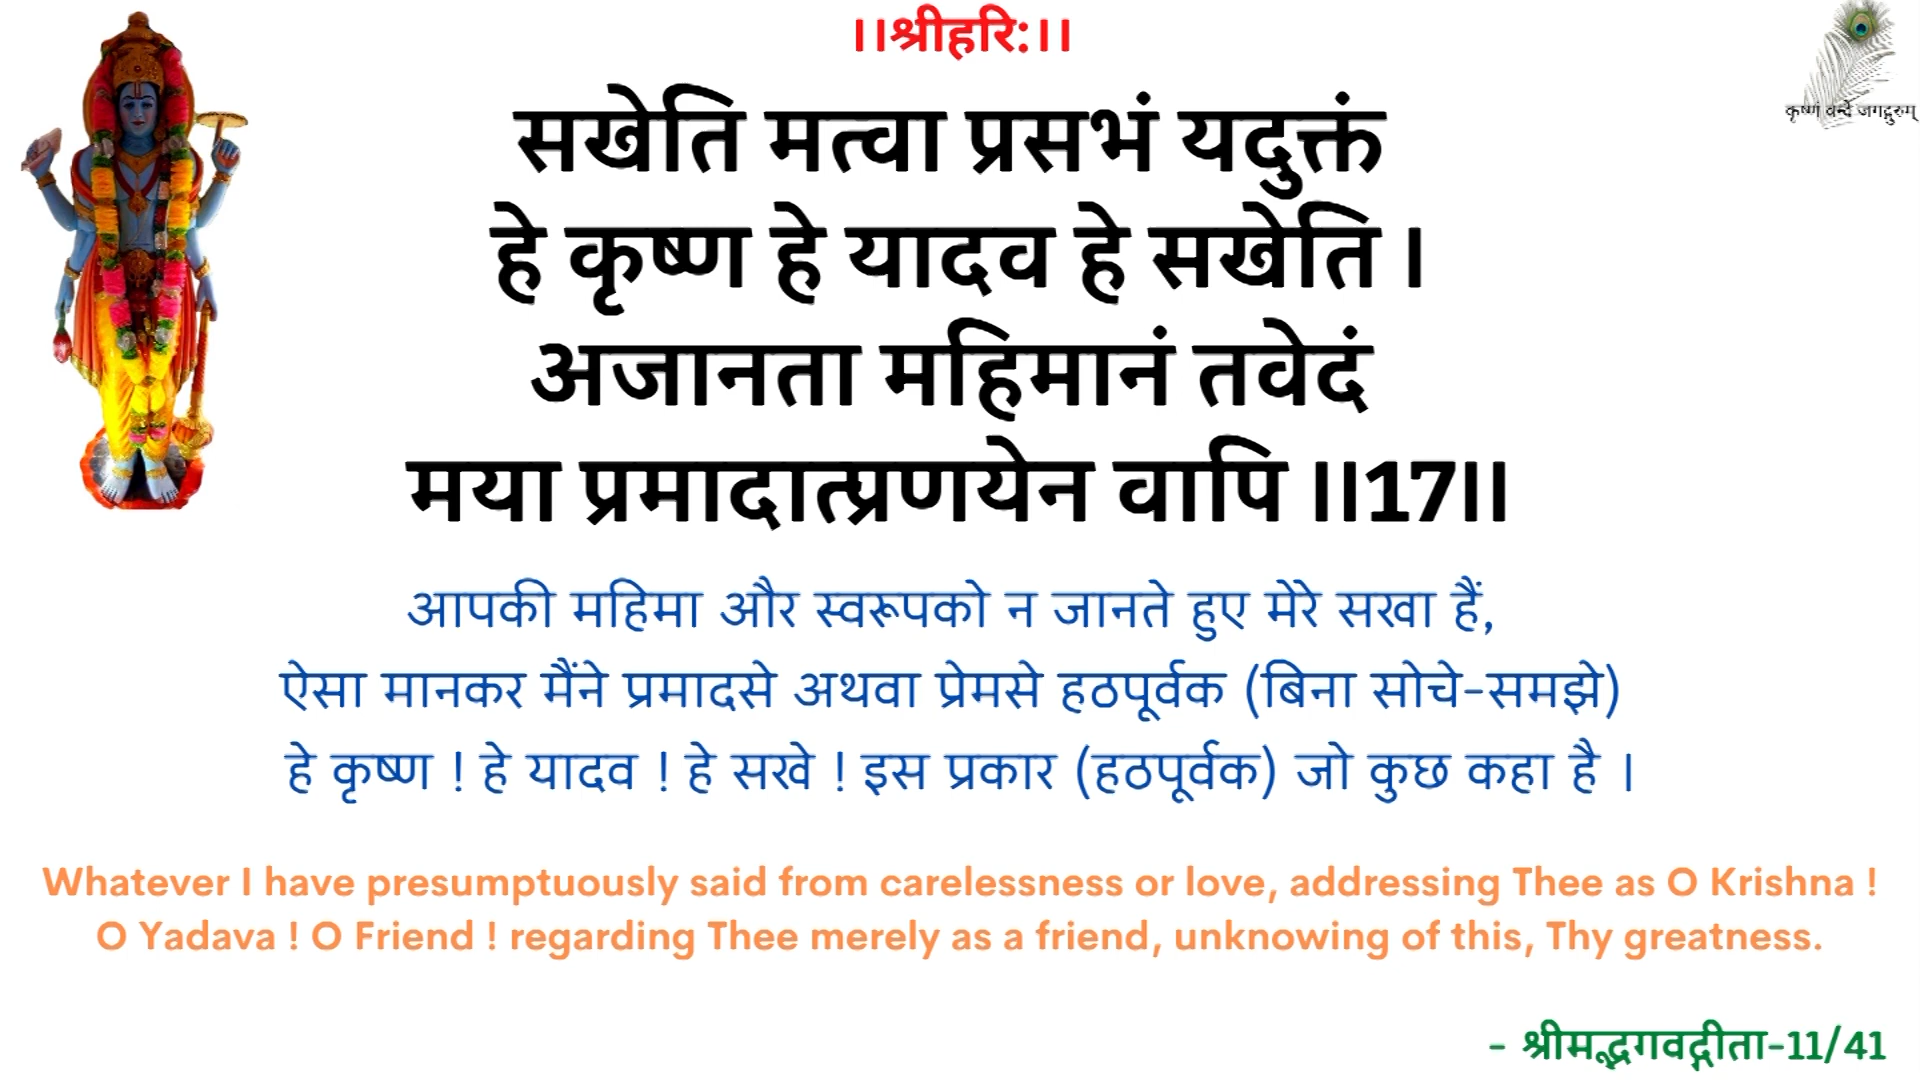 ।।श्रीहरि:।।
कृष्णं वन्दे जगद्गुरुम्
सखेति मत्वा प्रसभं यदुक्तं
हे कृष्ण हे यादव हे सखेति ।
अजानता महिमानं तवेदं
मया प्रमादात्प्रणयेन वापि ।।17।।
आपकी महिमा और स्वरूपको न जानते हुए मेरे सखा हैं,
ऐसा मानकर मैंने प्रमादसे अथवा प्रेमसे हठपूर्वक (बिना सोचे-समझे)
हे कृष्ण ! हे यादव ! हे सखे ! इस प्रकार (हठपूर्वक) जो कुछ कहा है ।
Whatever I have presumptuously said from carelessness or love, addressing Thee as O Krishna !
O Yadava ! O Friend ! regarding Thee merely as a friend, unknowing of this, Thy greatness.
- श्रीमद्भगवद्गीता-11/41